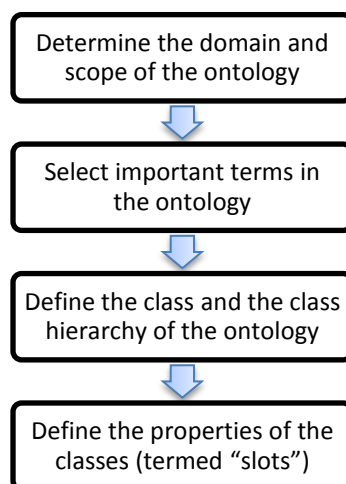 Determine the domain and
scope of the ontology
Select important terms in
the ontology
Define the class and the class
hierarchy of the ontology
Define the properties of the
classes (termed “slots”)